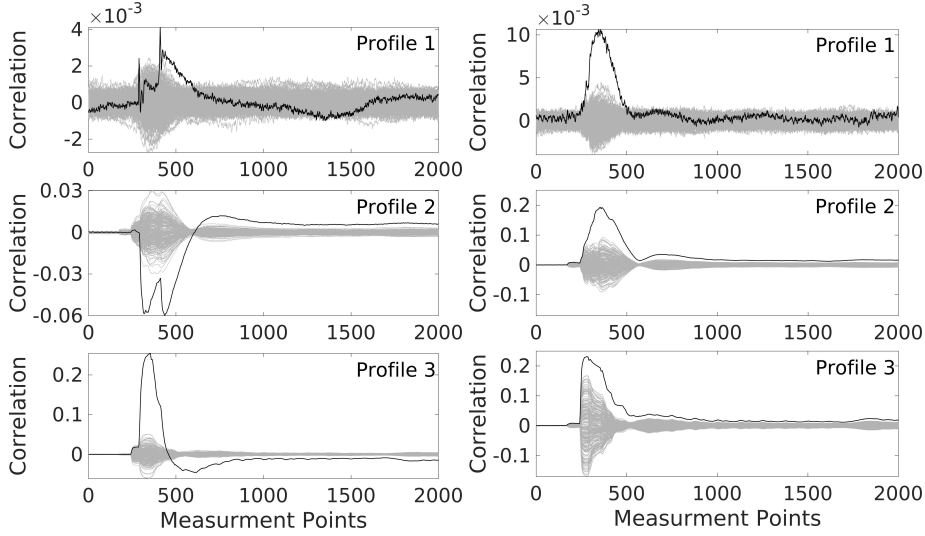 ×10⁻³
4
2
0
-2
Correlation
Profile 1
0 500 1000 1500 2000
×10⁻³
10
5
0
Correlation
Profile 1
0 500 1000 1500 2000
0.03
0
-0.03
-0.06
Correlation
Profile 2
0 500 1000 1500 2000
0.2
0.1
0
-0.1
Correlation
Profile 2
0 500 1000 1500 2000
0.2
0.1
0
Correlation
Profile 3
0 500 1000 1500 2000
Measurment Points
0.2
0.1
0
-0.1
Correlation
Profile 3
0 500 1000 1500 2000
Measurment Points